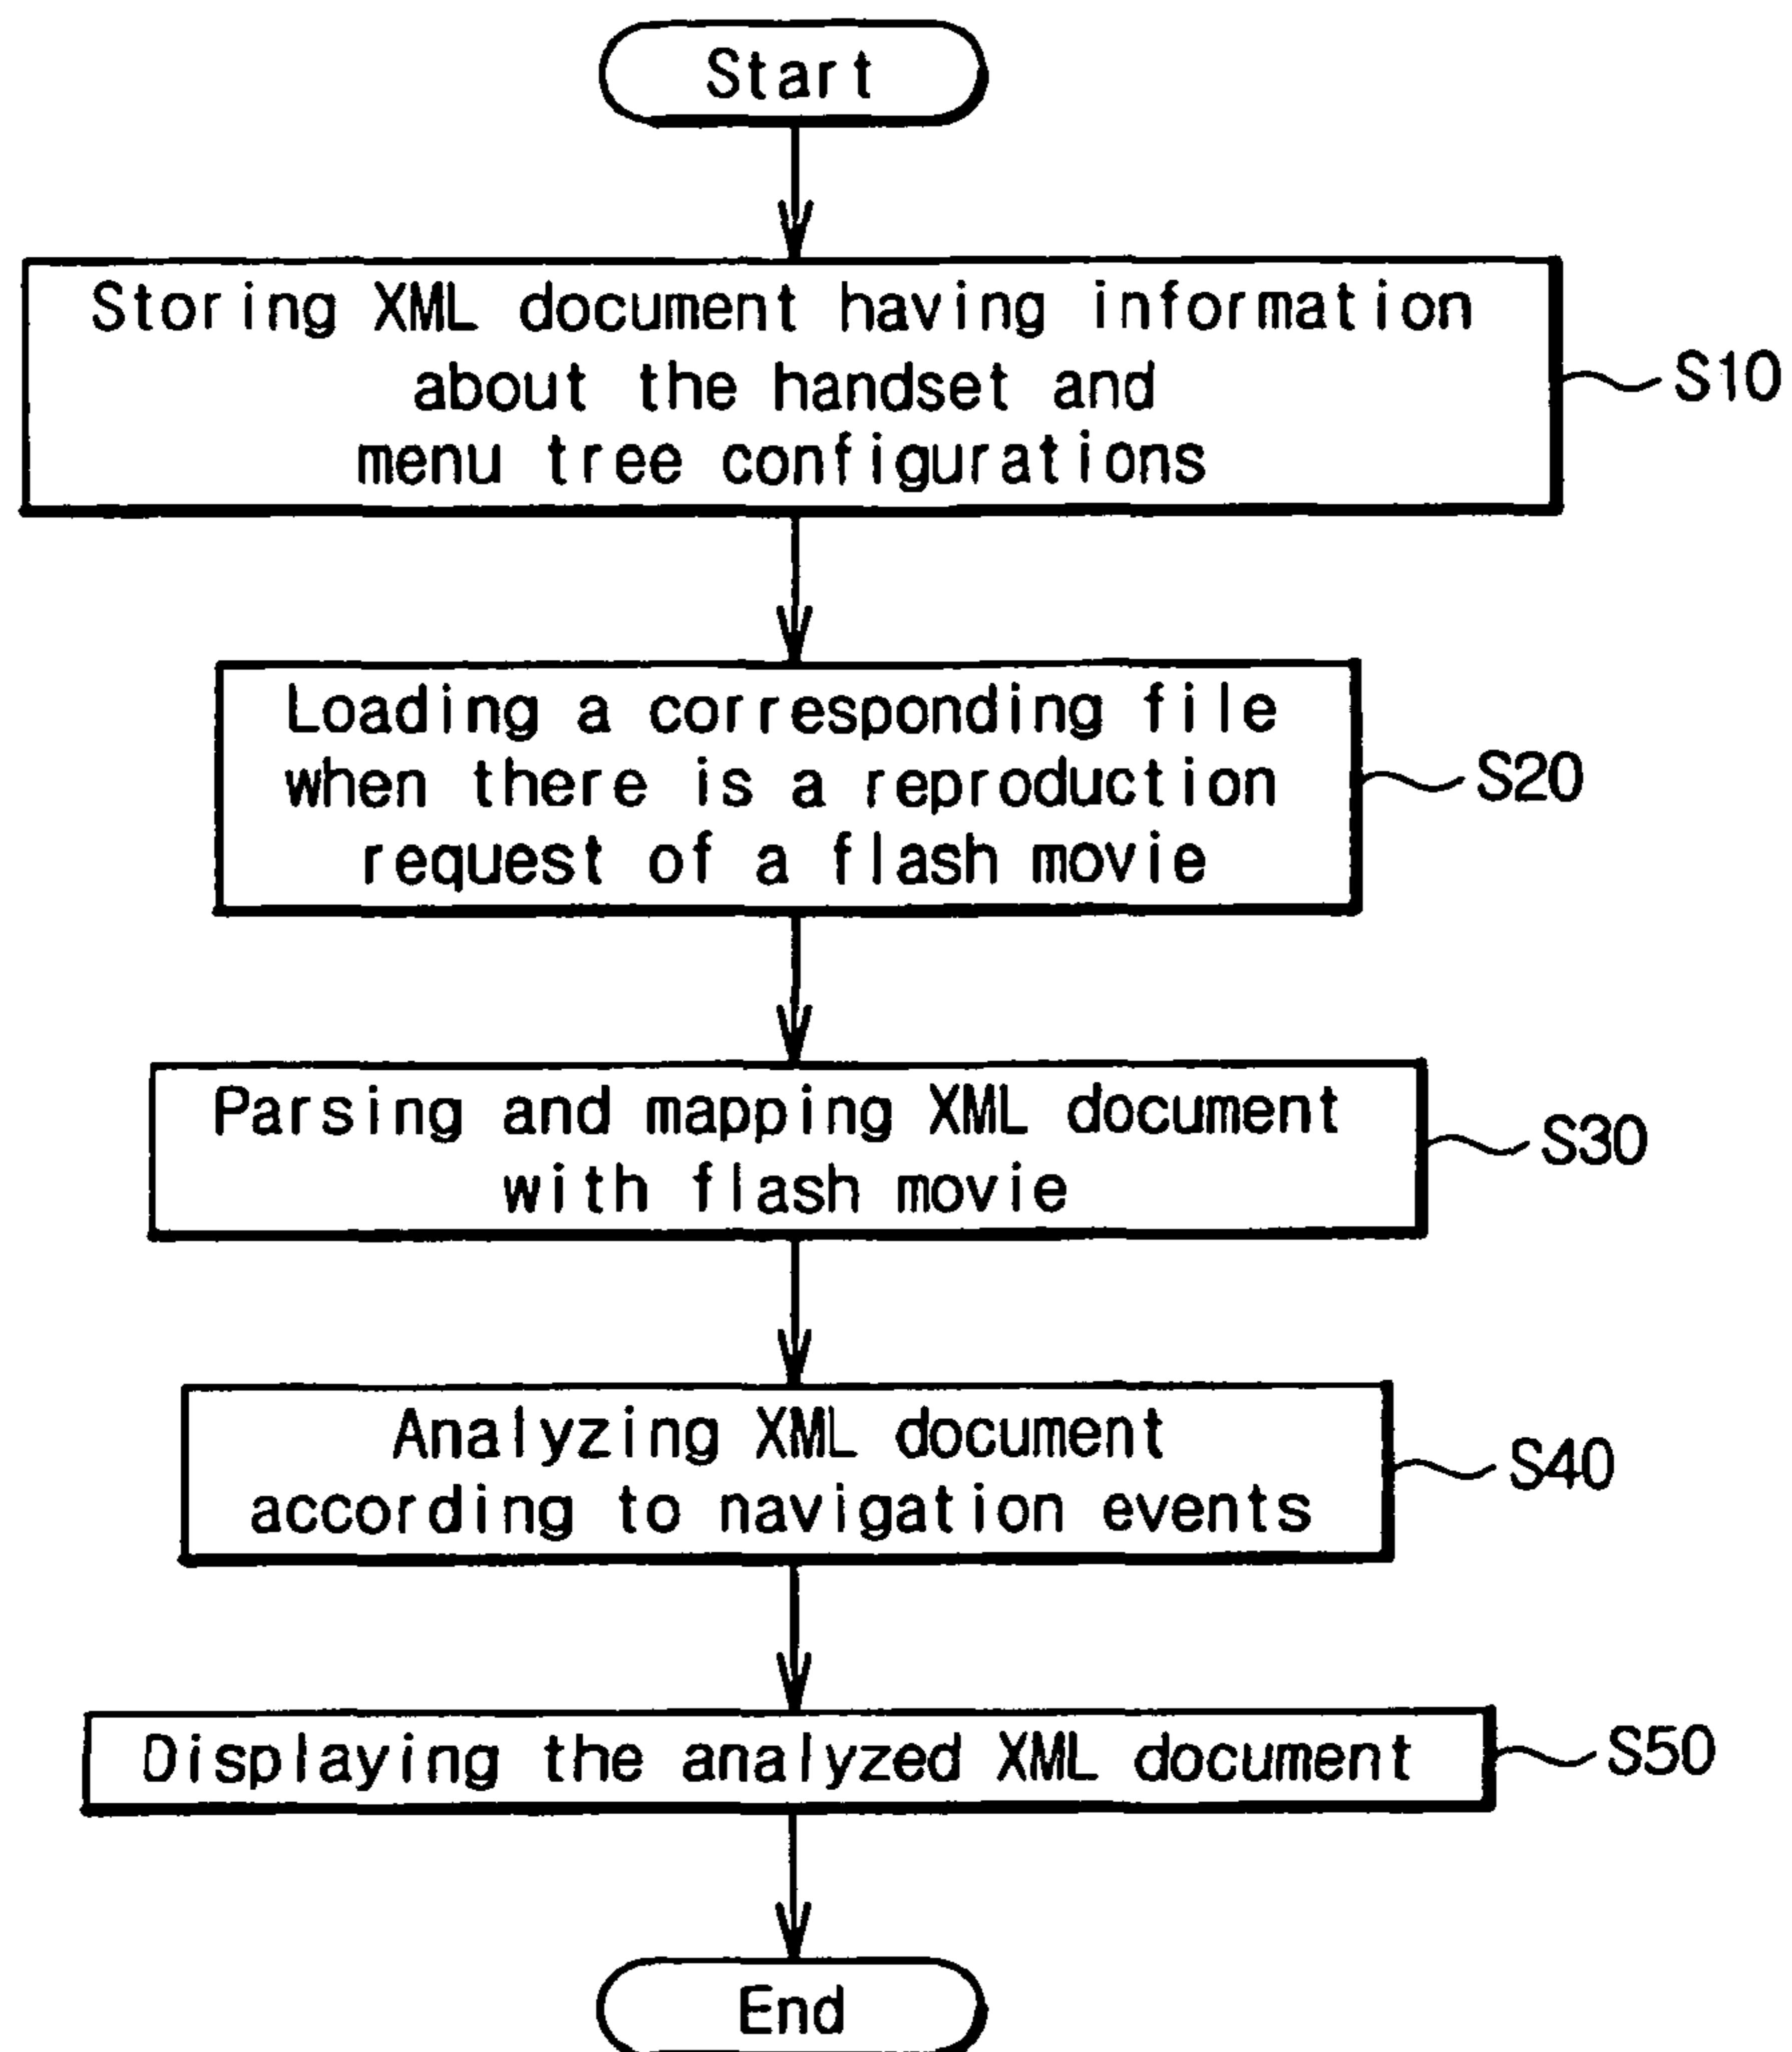 Start
Storing XML document having information
about the handset and
menu tree configurations
S10
Loading a corresponding file
when there is a reproduction
request of a flash movie
S20
Parsing and mapping XML document
with flash movie
S30
Analyzing XML document
according to navigation events
S40
Displaying the analyzed XML document
S50
End